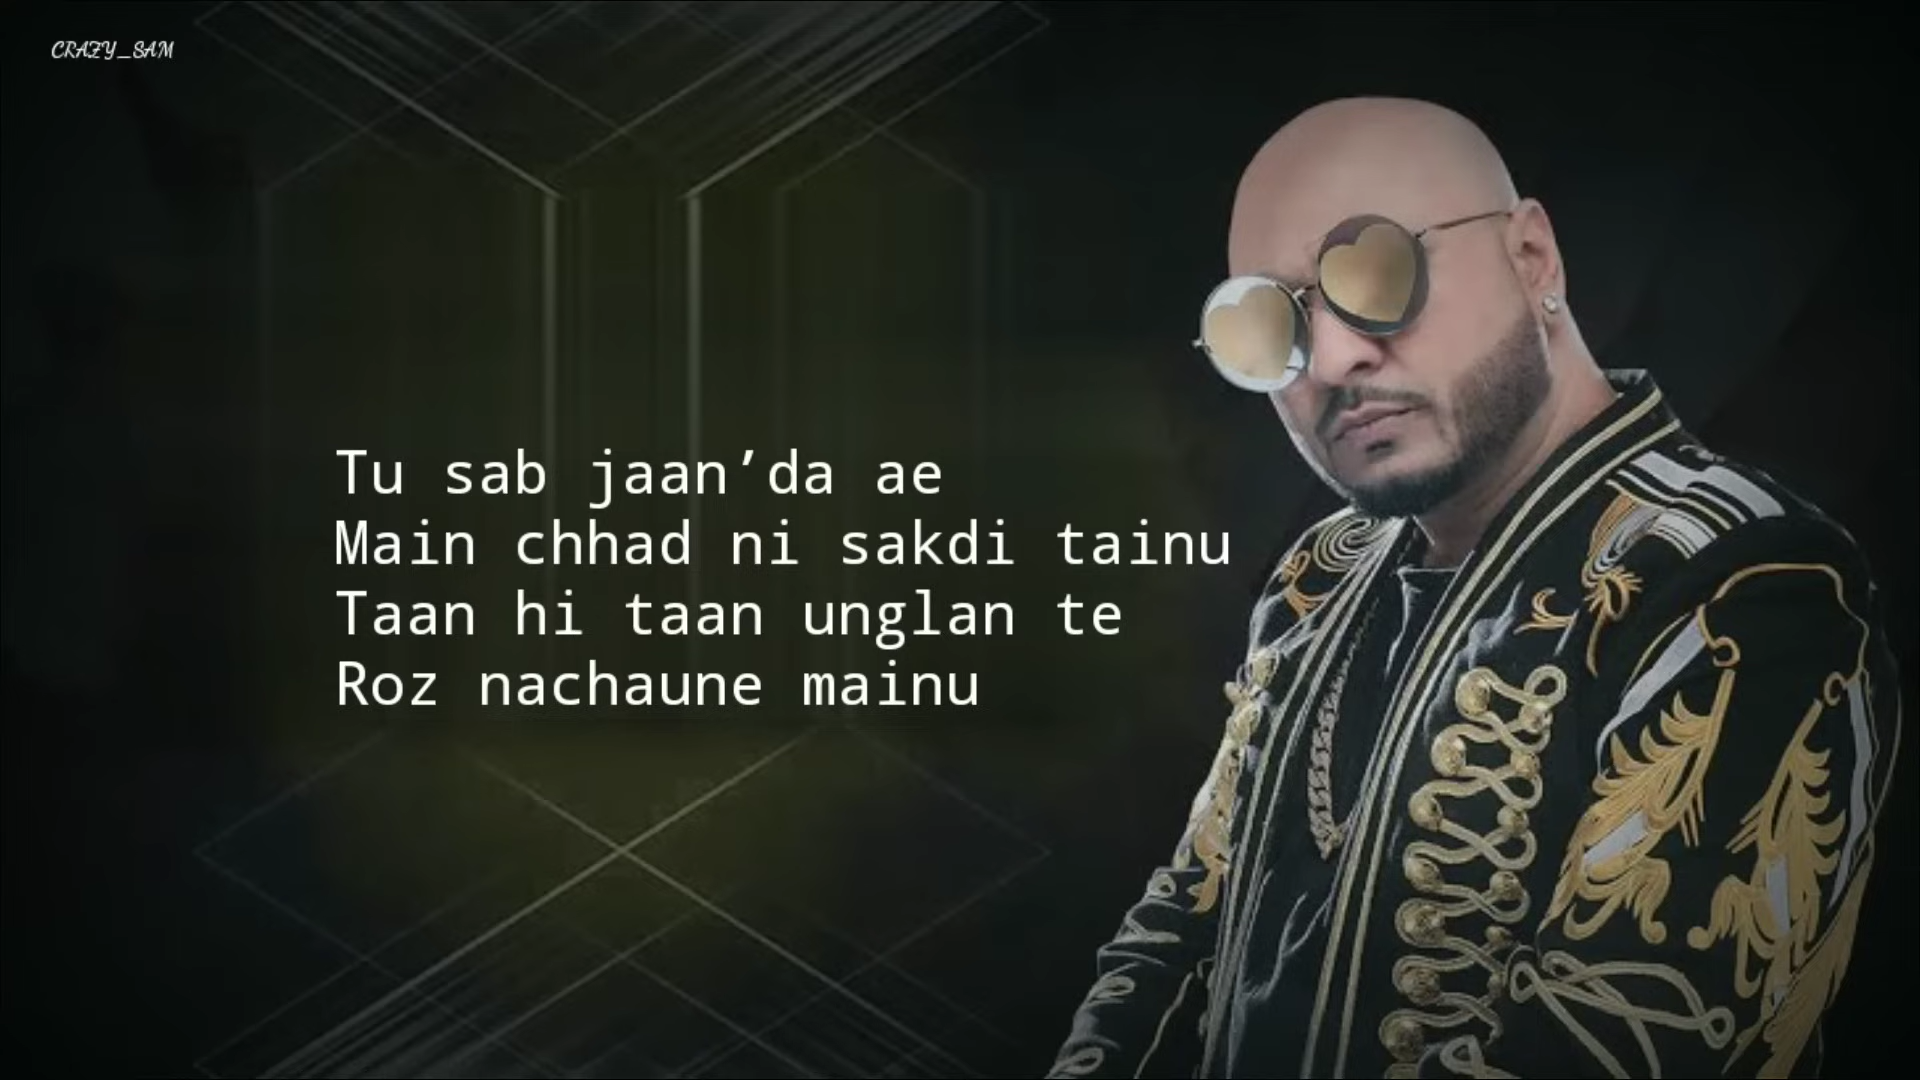 CRAZY_SAM
Tu sab jaan’da ae
Main chhad ni sakdi tainu
Taan hi taan unglan te
Roz nachaune mainu